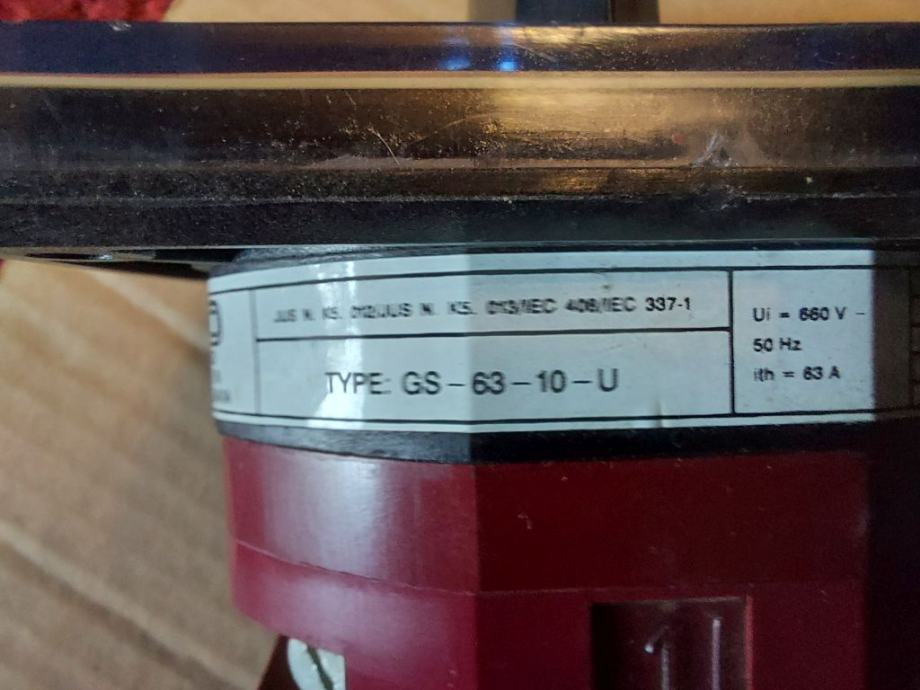 JUS N. K5. 012/JUS N. K5. 013/IEC 408/IEC 337-1
TYPE: GS - 63 - 10 - U
Ui = 660 V ~
50 Hz
ith = 63 A
11